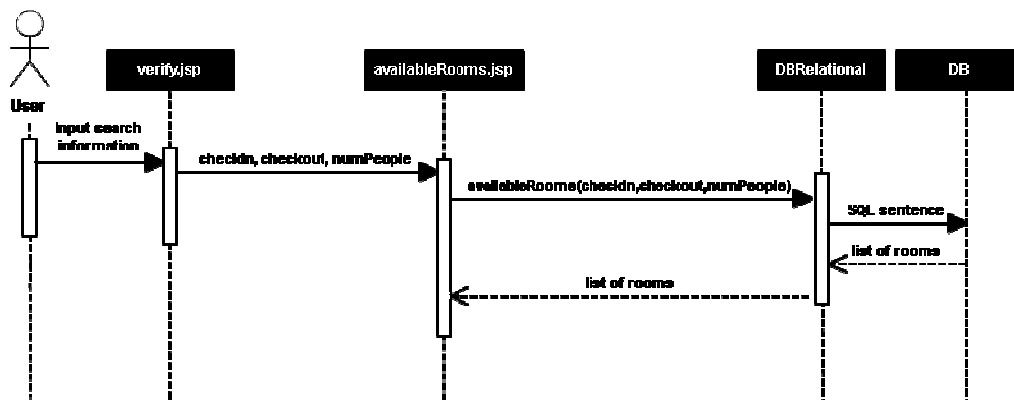 verify.jsp
availableRooms.jsp
DBRelational
DB
User
Input search
information
checkIn, checkout, numPeople
availableRooms(checkIn,checkout,numPeople)
SQL sentence
list of rooms
list of rooms